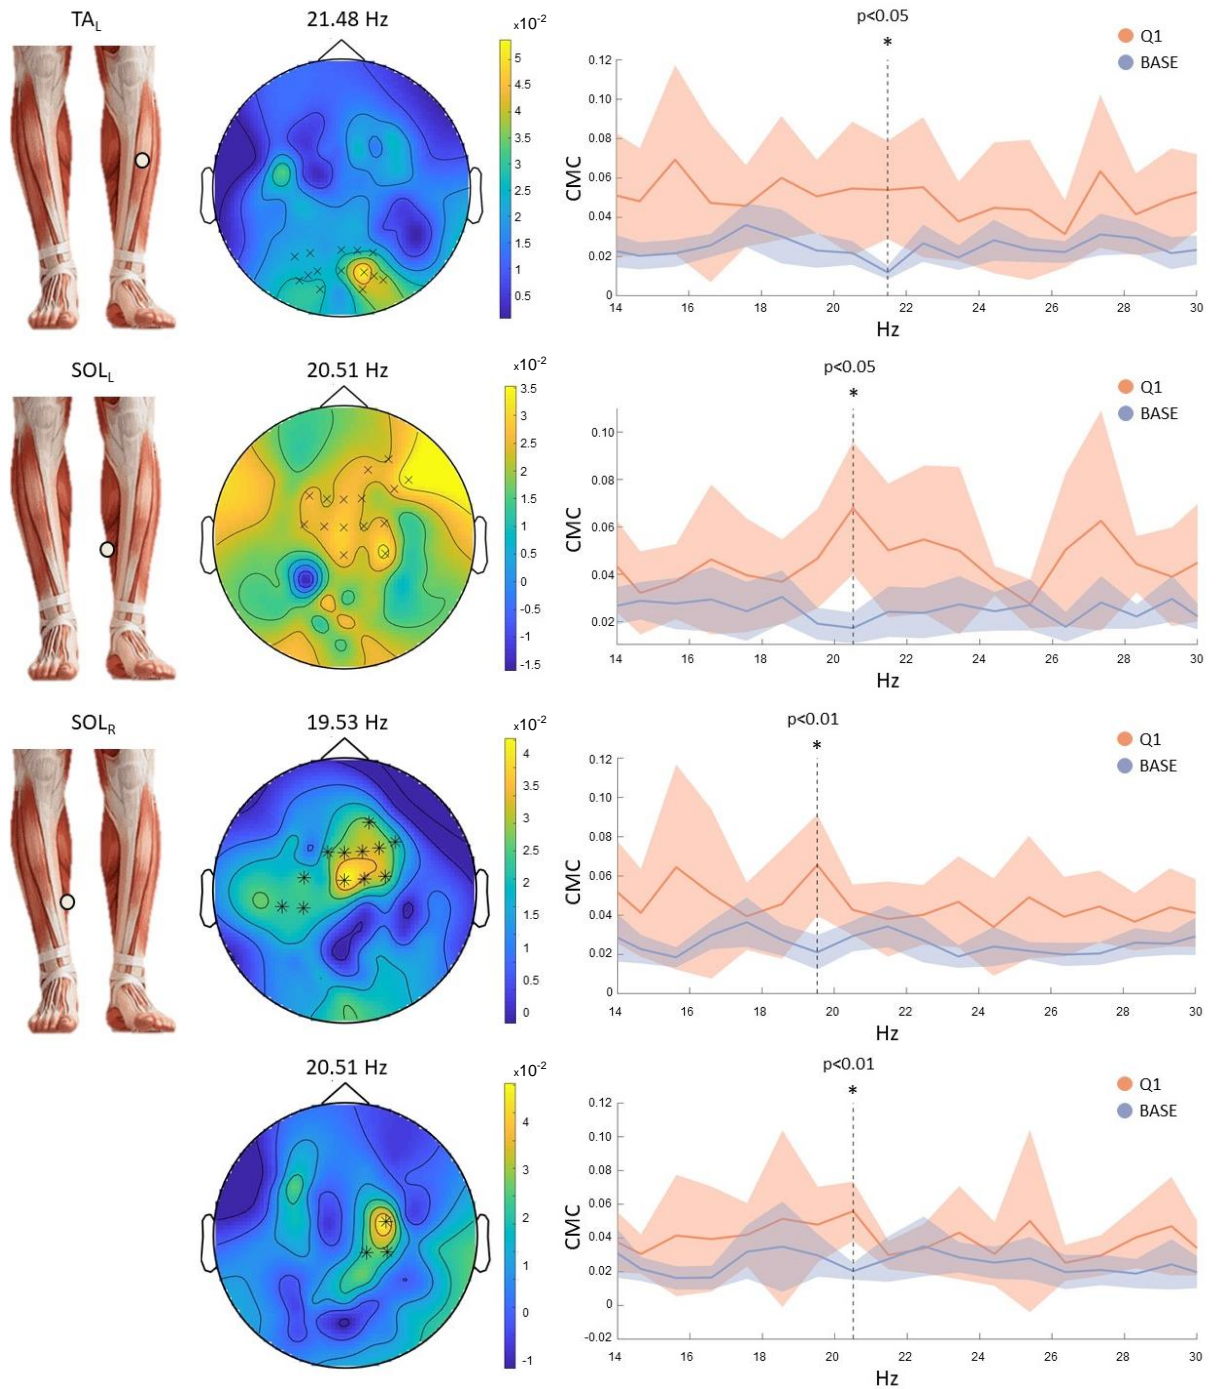 TA_L
21.48 Hz
×10⁻²
5
4.5
4
3.5
3
2.5
2
1.5
1
0.5
p<0.05
*
Q1
BASE
0.12
0.10
0.08
0.06
0.04
0.02
0
CMC
14 16 18 20 22 24 26 28 30
Hz
SOL_L
20.51 Hz
×10⁻²
3.5
3
2.5
2
1.5
1
0.5
0
-0.5
-1
-1.5
p<0.05
*
Q1
BASE
0.10
0.08
0.06
0.04
0.02
CMC
14 16 18 20 22 24 26 28 30
Hz
SOL_R
19.53 Hz
×10⁻²
4
3.5
3
2.5
2
1.5
1
0.5
0
p<0.01
*
Q1
BASE
0.12
0.10
0.08
0.06
0.04
0.02
0
CMC
14 16 18 20 22 24 26 28 30
Hz
20.51 Hz
×10⁻²
4
3
2
1
0
-1
p<0.01
*
Q1
BASE
0.12
0.10
0.08
0.06
0.04
0.02
0
-0.02
CMC
14 16 18 20 22 24 26 28 30
Hz